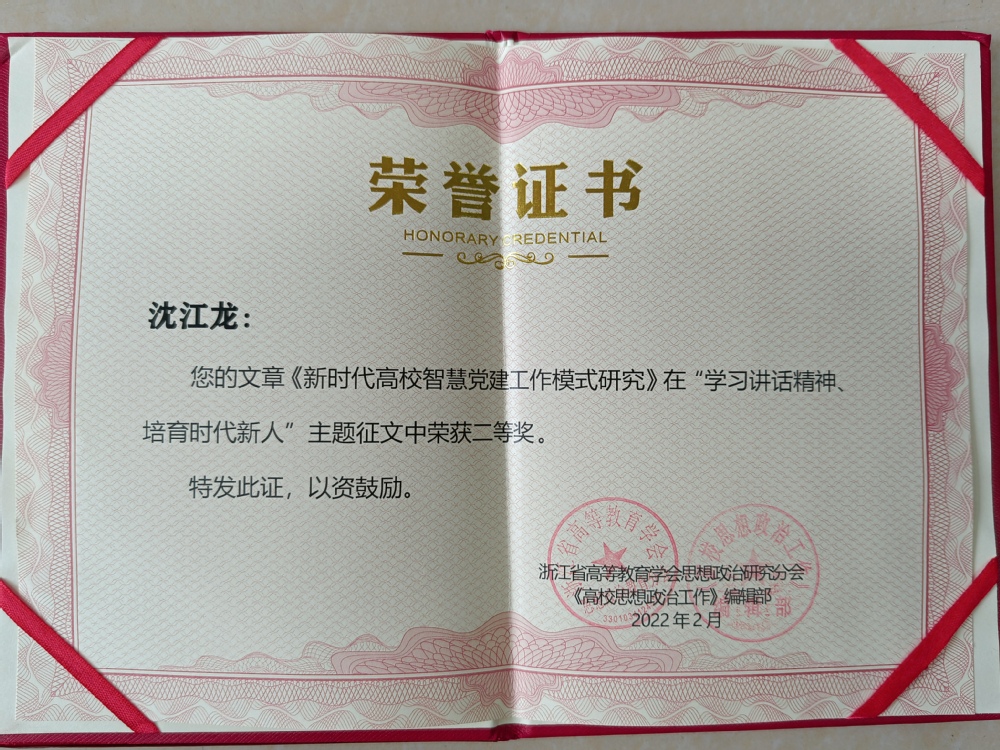 荣誉证书
HONORARY CREDENTIAL
沈江龙：
您的文章《新时代高校智慧党建工作模式研究》在“学习讲话精神、
培育时代新人”主题征文中荣获二等奖。
特发此证，以资鼓励。
浙江省高等教育学会思想政治研究分会
《高校思想政治工作》编辑部
2022年2月